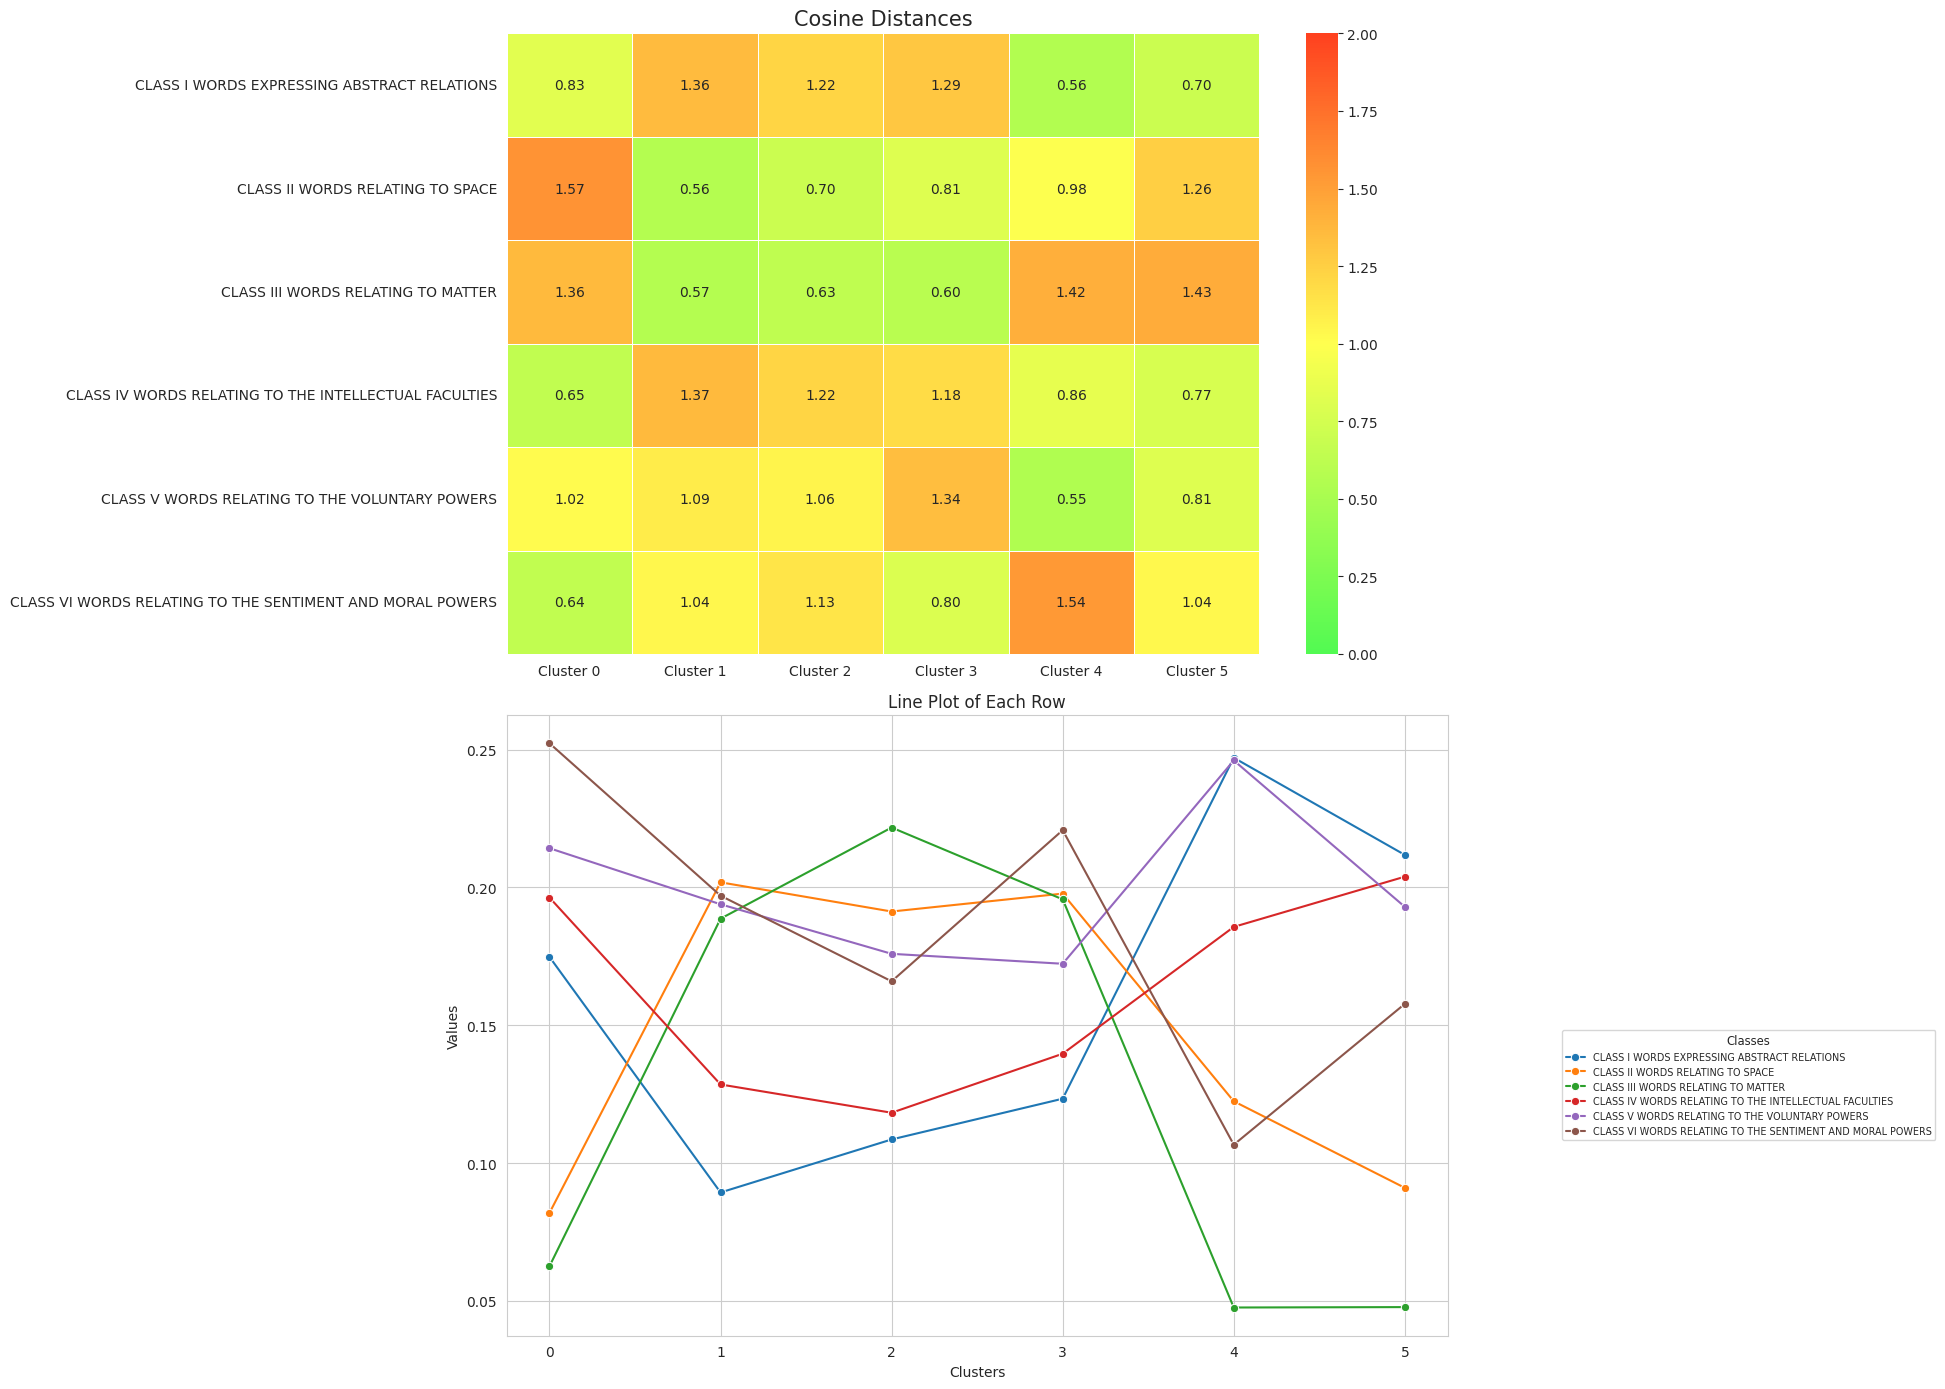 Cosine Distances
CLASS I WORDS EXPRESSING ABSTRACT RELATIONS 0.83 1.36 1.22 1.29 0.56 0.70
CLASS II WORDS RELATING TO SPACE 1.57 0.56 0.70 0.81 0.98 1.26
CLASS III WORDS RELATING TO MATTER 1.36 0.57 0.63 0.60 1.42 1.43
CLASS IV WORDS RELATING TO THE INTELLECTUAL FACULTIES 0.65 1.37 1.22 1.18 0.86 0.77
CLASS V WORDS RELATING TO THE VOLUNTARY POWERS 1.02 1.09 1.06 1.34 0.55 0.81
CLASS VI WORDS RELATING TO THE SENTIMENT AND MORAL POWERS 0.64 1.04 1.13 0.80 1.54 1.04
Cluster 0 Cluster 1 Cluster 2 Cluster 3 Cluster 4 Cluster 5
2.00
1.75
1.50
1.25
1.00
0.75
0.50
0.25
0.00
Line Plot of Each Row
Values
0.25
0.20
0.15
0.10
0.05
0 1 2 3 4 5
Clusters
Classes
CLASS I WORDS EXPRESSING ABSTRACT RELATIONS
CLASS II WORDS RELATING TO SPACE
CLASS III WORDS RELATING TO MATTER
CLASS IV WORDS RELATING TO THE INTELLECTUAL FACULTIES
CLASS V WORDS RELATING TO THE VOLUNTARY POWERS
CLASS VI WORDS RELATING TO THE SENTIMENT AND MORAL POWERS